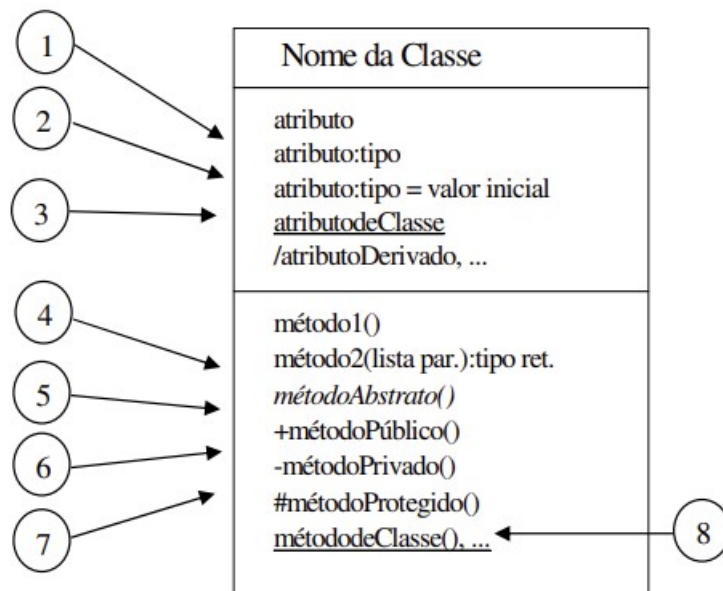 1
Nome da Classe
2
atributo
atributo:tipo
atributo:tipo = valor inicial
3
atributodeClasse
/atributoDerivado, ...
4
método1()
método2(lista par.):tipo ret.
5
métodoAbstrato()
+métodoPúblico()
6
-métodoPrivado()
#métodoProtegido()
7
métododeClasse(), ...
8